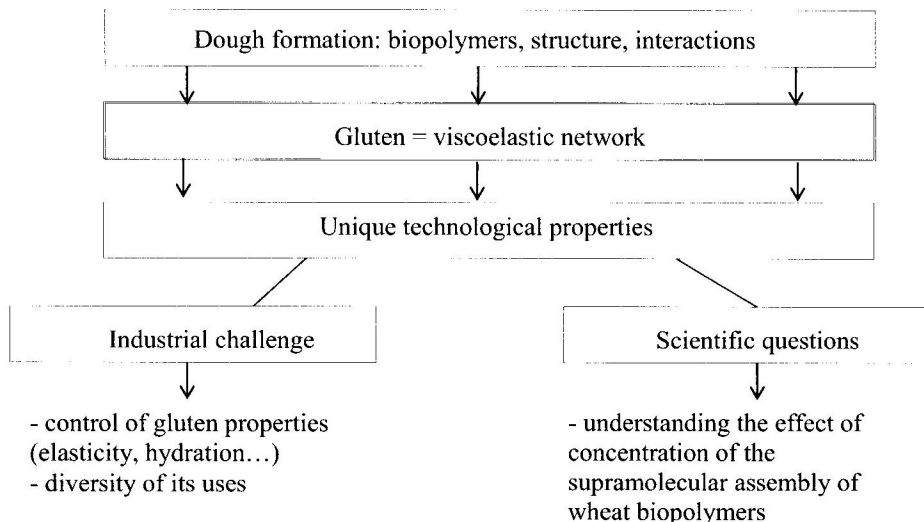 Dough formation: biopolymers, structure, interactions
Gluten = viscoelastic network
Unique technological properties
Industrial challenge
- control of gluten properties
(elasticity, hydration…)
- diversity of its uses
Scientific questions
- understanding the effect of
concentration of the
supramolecular assembly of
wheat biopolymers